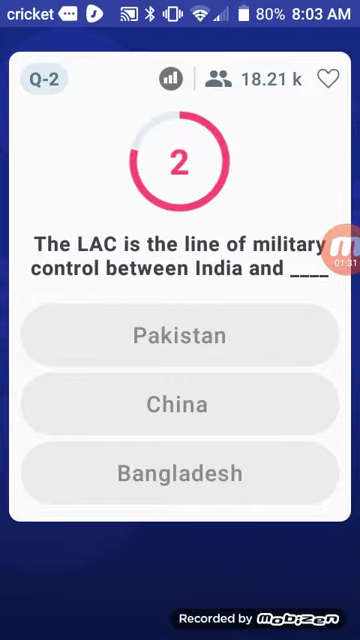 cricket 80% 8:03 AM
Q-2 18.21 k
2
The LAC is the line of military
control between India and ____
01:31
Pakistan
China
Bangladesh
Recorded by mobizen